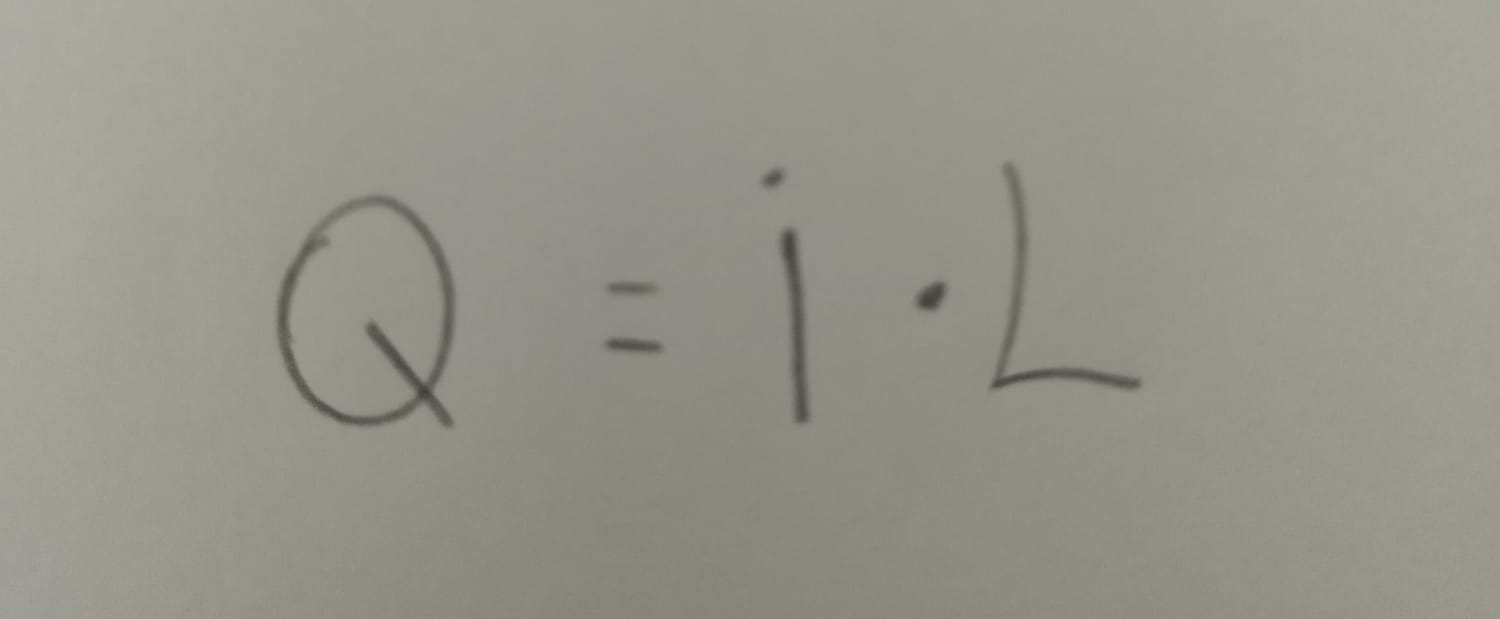 Q = i · L